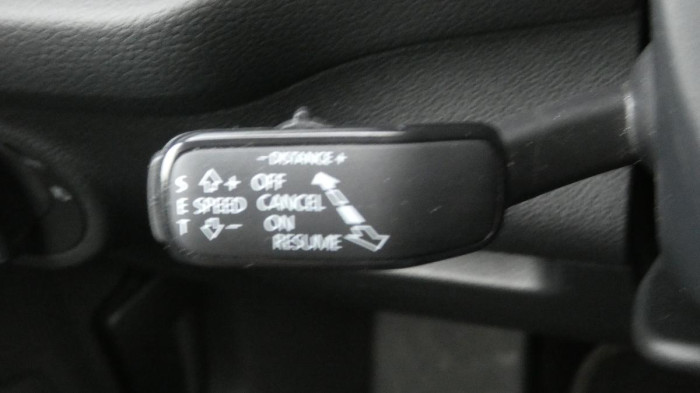 - DISTANCE +
S + OFF
E SPEED CANCEL
T - ON
RESUME